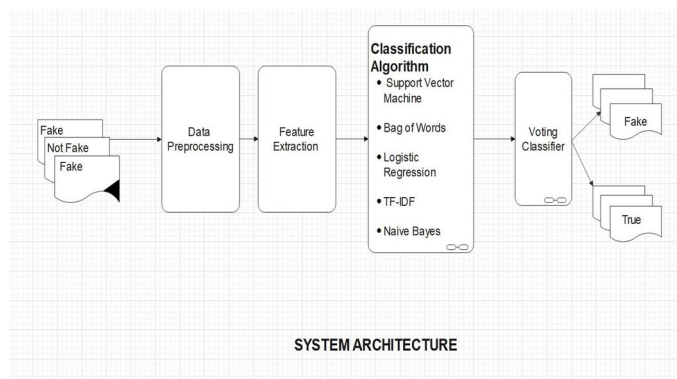 Fake
Not Fake
Fake
Data
Preprocessing
Feature
Extraction
Classification
Algorithm
• Support Vector
Machine
• Bag of Words
• Logistic
Regression
• TF-IDF
• Naive Bayes
Voting
Classifier
Fake
True
SYSTEM ARCHITECTURE